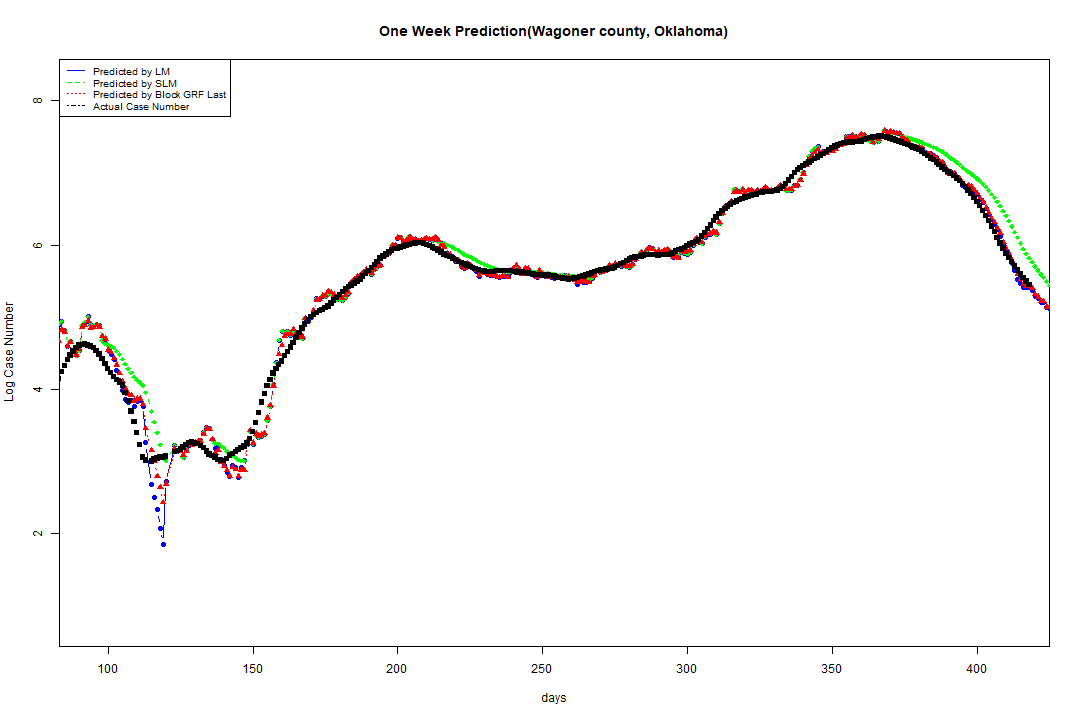 One Week Prediction(Wagoner county, Oklahoma)
Predicted by LM
Predicted by SLM
Predicted by Block GRF Last
Actual Case Number
8
6
4
2
Log Case Number
100 150 200 250 300 350 400
days